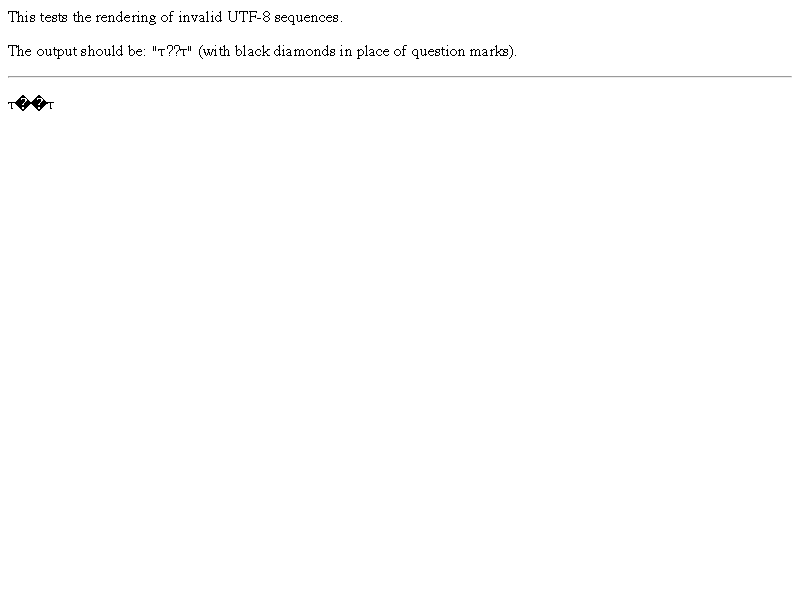 This tests the rendering of invalid UTF-8 sequences.
The output should be: "т??т" (with black diamonds in place of question marks).
т��т